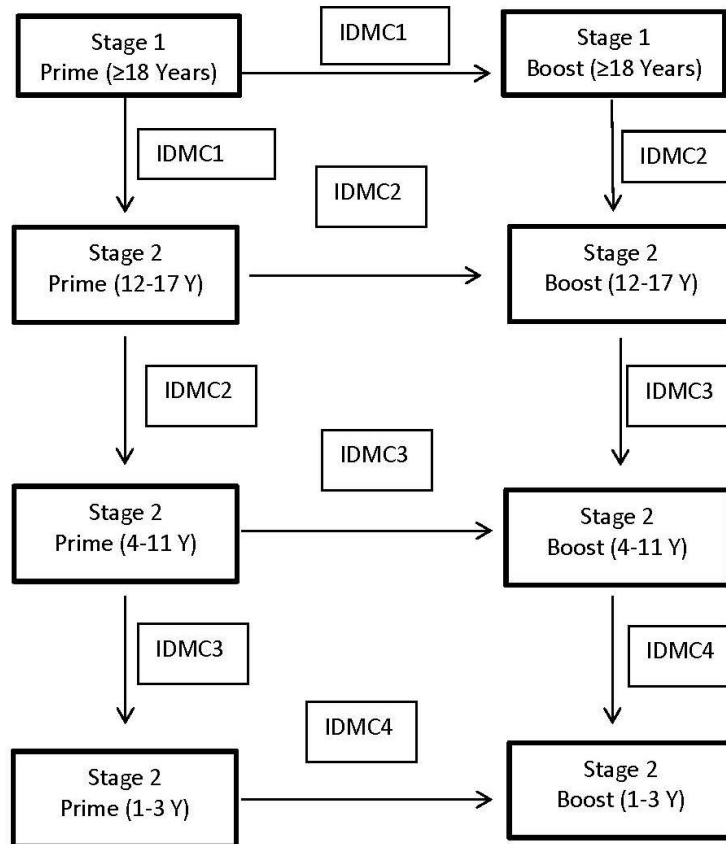 Stage 1
Prime (≥18 Years)
IDMC1
Stage 1
Boost (≥18 Years)
IDMC1
IDMC2
IDMC2
Stage 2
Prime (12-17 Y)
Stage 2
Boost (12-17 Y)
IDMC2
IDMC3
IDMC3
Stage 2
Prime (4-11 Y)
Stage 2
Boost (4-11 Y)
IDMC3
IDMC4
IDMC4
Stage 2
Prime (1-3 Y)
Stage 2
Boost (1-3 Y)